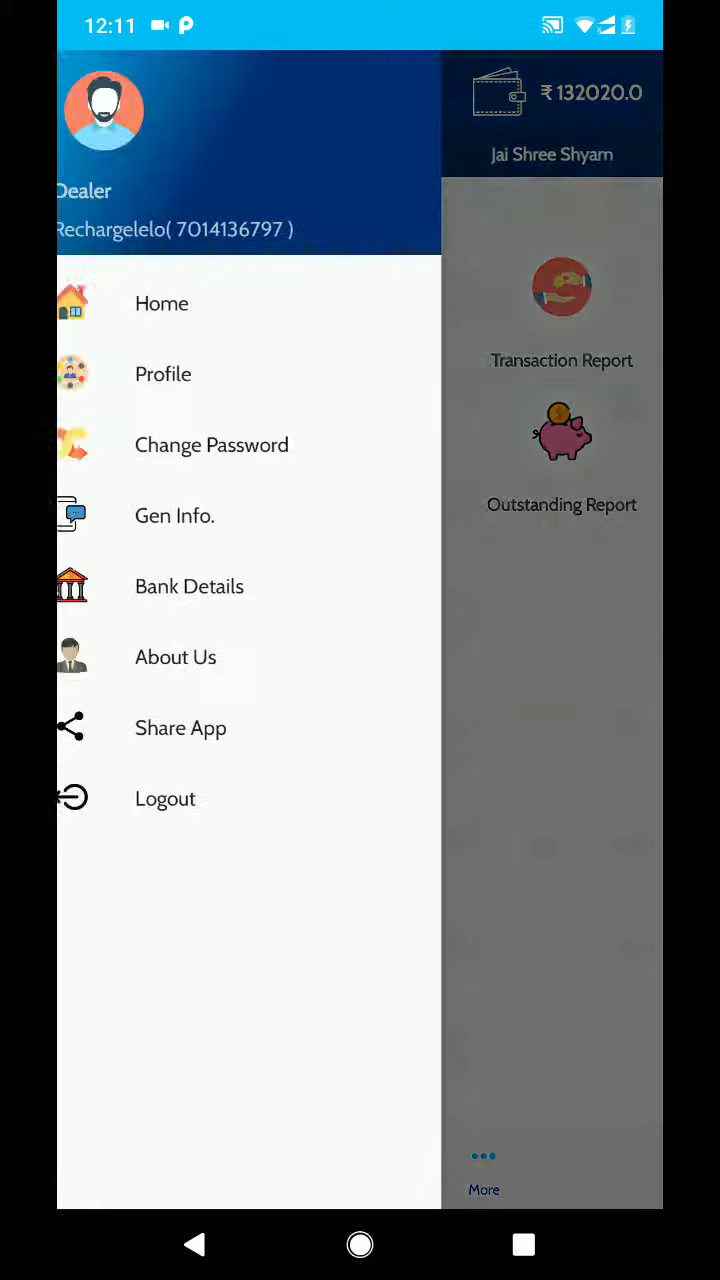 12:11
₹ 132020.0
Jai Shree Shyam
Dealer
Rechargelelo( 7014136797 )
Home
Profile
Change Password
Gen Info.
Bank Details
About Us
Share App
Logout
Transaction Report
Outstanding Report
More